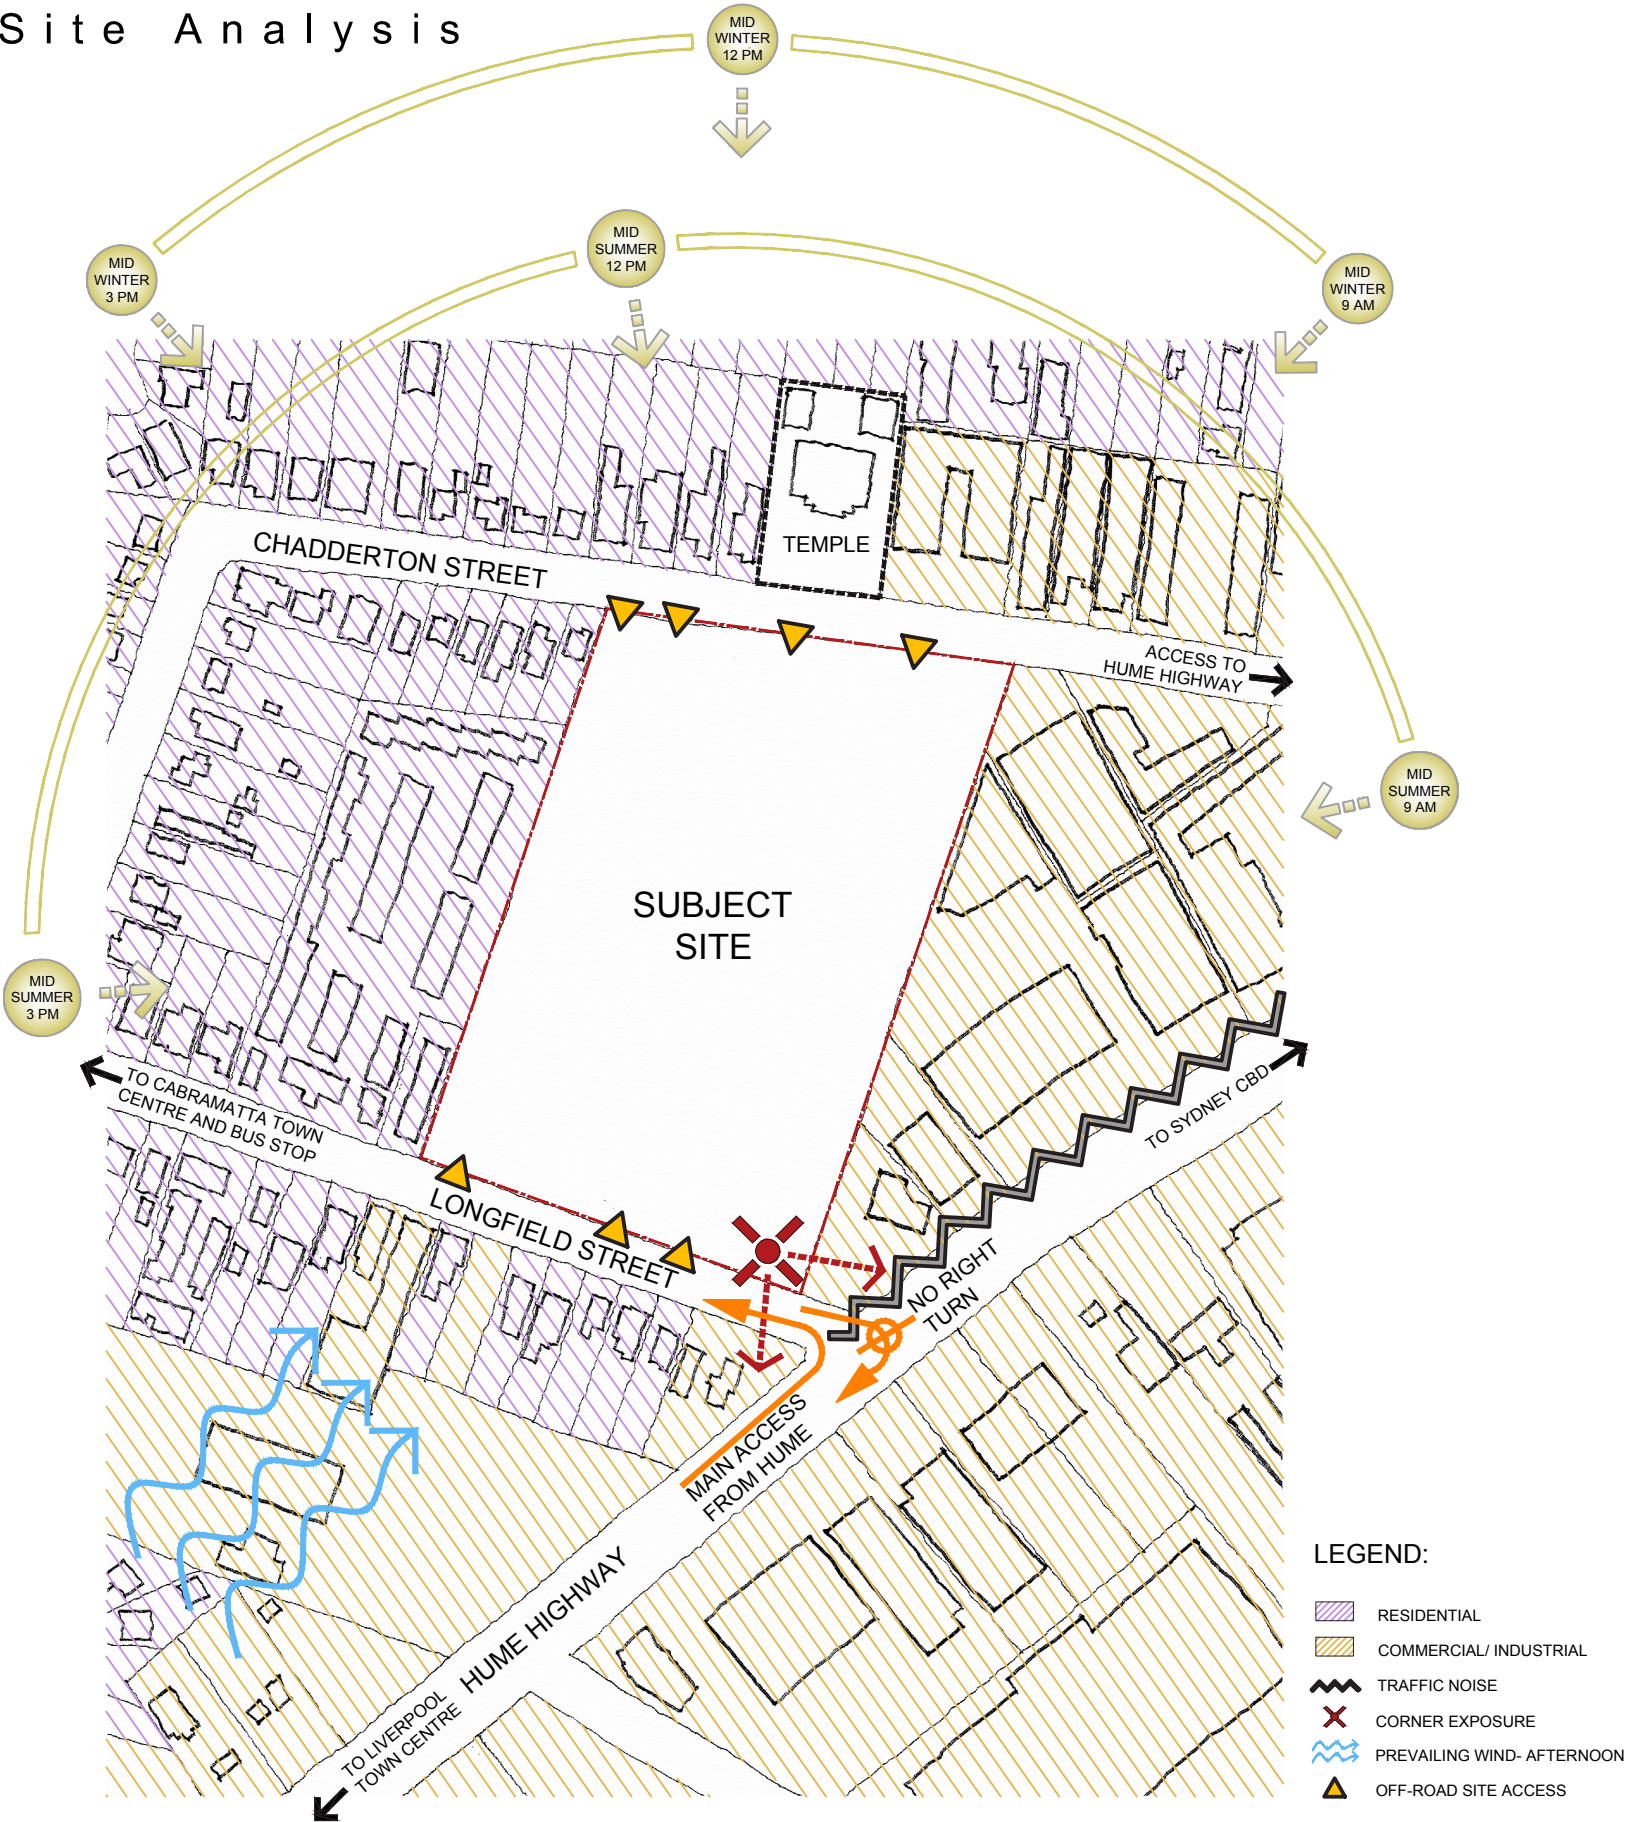 Site Analysis
MID
WINTER
12 PM
MID
SUMMER
12 PM
MID
WINTER
3 PM
MID
WINTER
9 AM
TEMPLE
CHADDERTON STREET
ACCESS TO
HUME HIGHWAY
MID
SUMMER
9 AM
SUBJECT
SITE
MID
SUMMER
3 PM
TO CABRAMATTA TOWN
CENTRE AND BUS STOP
TO SYDNEY CBD
LONGFIELD STREET
NO RIGHT
TURN
MAIN ACCESS
FROM HUME
HUME HIGHWAY
TO LIVERPOOL
TOWN CENTRE
LEGEND:
RESIDENTIAL
COMMERCIAL/ INDUSTRIAL
TRAFFIC NOISE
CORNER EXPOSURE
PREVAILING WIND- AFTERNOON
OFF-ROAD SITE ACCESS